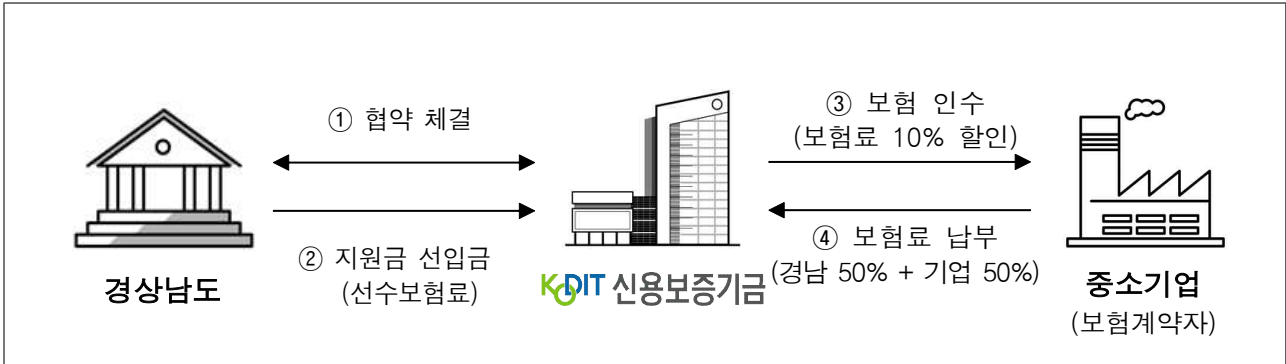 ① 협약 체결
② 지원금 선입금
(선수보험료)
경상남도
KODIT 신용보증기금
③ 보험 인수
(보험료 10% 할인)
④ 보험료 납부
(경남 50% + 기업 50%)
중소기업
(보험계약자)